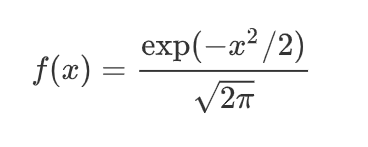 f(x) = exp(−x²/2) / √2π